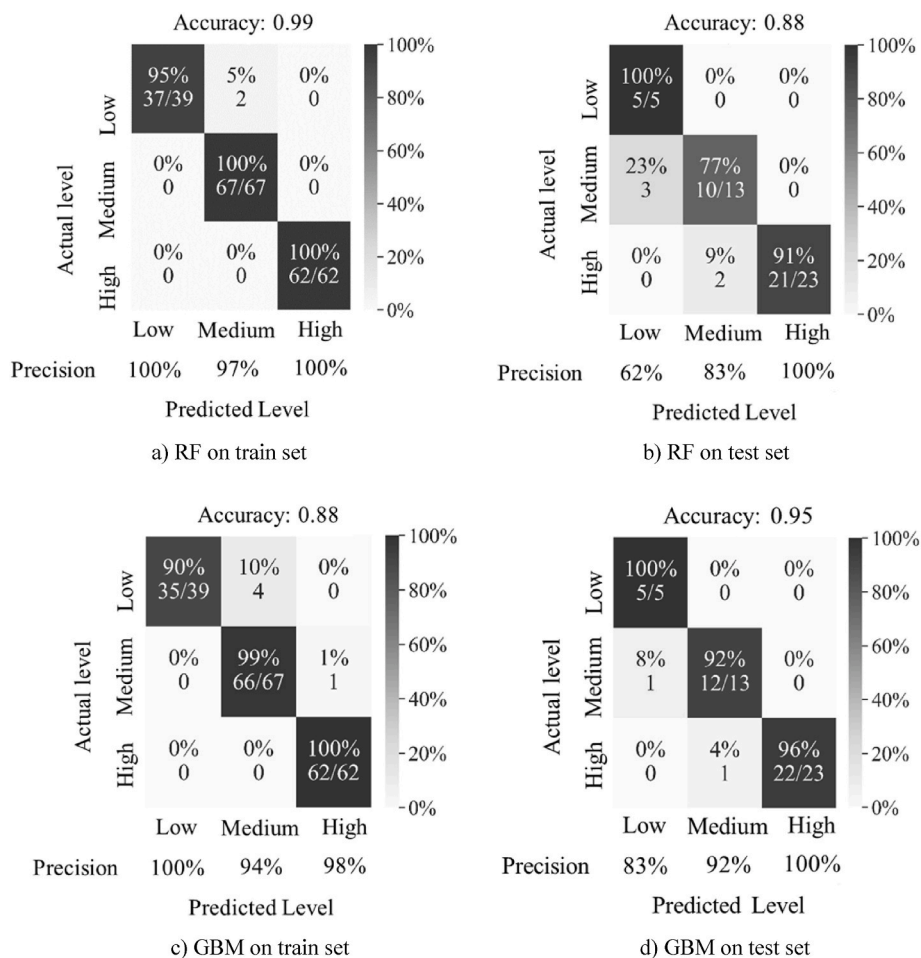 Accuracy: 0.99
100%
80%
60%
40%
20%
0%
Actual level
Low
Medium
High
95% 5% 0%
37/39 2 0
0% 100% 0%
0 67/67 0
0% 0% 100%
0 0 62/62
Low Medium High
Precision 100% 97% 100%
Predicted Level
a) RF on train set
Accuracy: 0.88
100%
80%
60%
40%
20%
0%
Actual level
Low
Medium
High
100% 0% 0%
5/5 0 0
23% 77% 0%
3 10/13 0
0% 9% 91%
0 2 21/23
Low Medium High
Precision 62% 83% 100%
Predicted Level
b) RF on test set
Accuracy: 0.88
100%
80%
60%
40%
20%
0%
Actual level
Low
Medium
High
90% 10% 0%
35/39 4 0
0% 99% 1%
0 66/67 1
0% 0% 100%
0 0 62/62
Low Medium High
Precision 100% 94% 98%
Predicted Level
c) GBM on train set
Accuracy: 0.95
100%
80%
60%
40%
20%
0%
Actual level
Low
Medium
High
100% 0% 0%
5/5 0 0
8% 92% 0%
1 12/13 0
0% 4% 96%
0 1 22/23
Low Medium High
Precision 83% 92% 100%
Predicted Level
d) GBM on test set